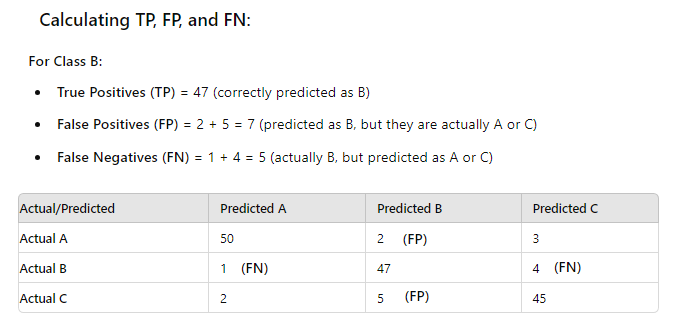 Calculating TP, FP, and FN:
For Class B:
• True Positives (TP) = 47 (correctly predicted as B)
• False Positives (FP) = 2 + 5 = 7 (predicted as B, but they are actually A or C)
• False Negatives (FN) = 1 + 4 = 5 (actually B, but predicted as A or C)
Actual/Predicted Predicted A Predicted B Predicted C
Actual A 50 2 (FP) 3
Actual B 1 (FN) 47 4 (FN)
Actual C 2 5 (FP) 45